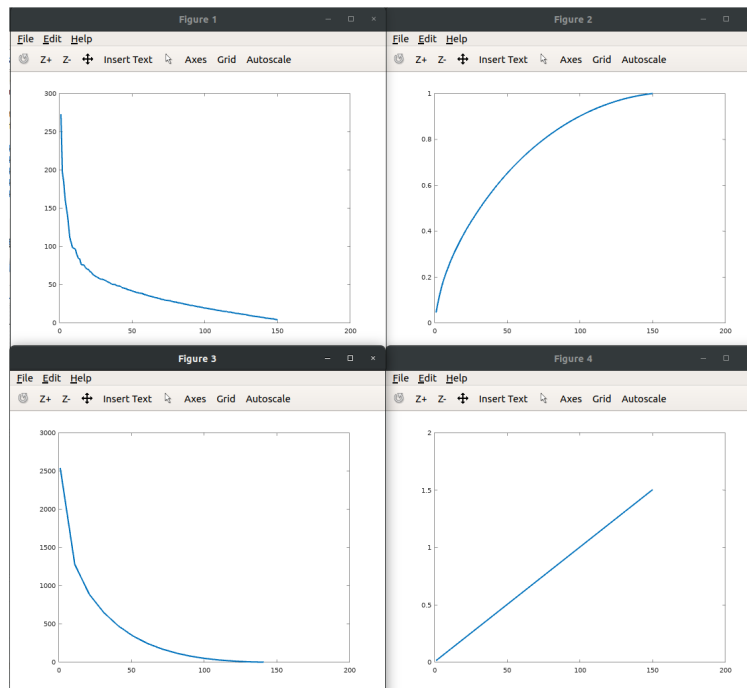 Figure 1
File Edit Help
Z+ Z- Insert Text Axes Grid Autoscale
300
250
200
150
100
50
0
0 50 100 150 200
Figure 2
File Edit Help
Z+ Z- Insert Text Axes Grid Autoscale
1
0.8
0.6
0.4
0.2
0
0 50 100 150 200
Figure 3
File Edit Help
Z+ Z- Insert Text Axes Grid Autoscale
3000
2500
2000
1500
1000
500
0
0 50 100 150 200
Figure 4
File Edit Help
Z+ Z- Insert Text Axes Grid Autoscale
2
1.5
1
0.5
0
0 50 100 150 200